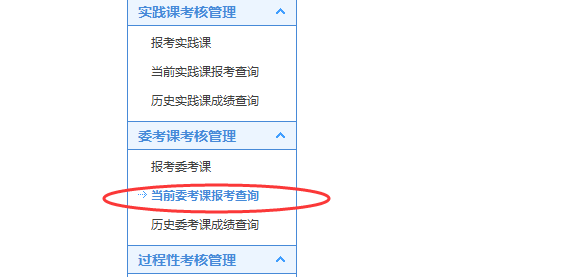 实践课考核管理
报考实践课
当前实践课报考查询
历史实践课成绩查询
委考课考核管理
报考委考课
当前委考课报考查询
历史委考课成绩查询
过程性考核管理